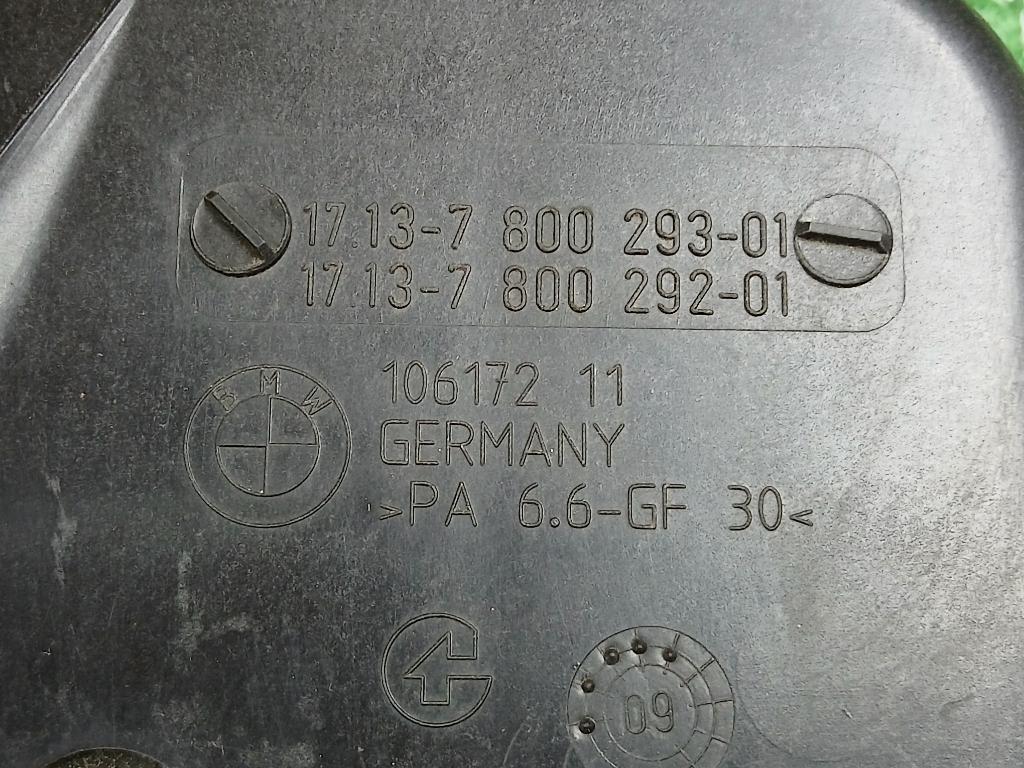 17.13-7 800 293-01
17.13-7 800 292-01
BMW
106172 11
GERMANY
>PA 6.6-GF 30<
09